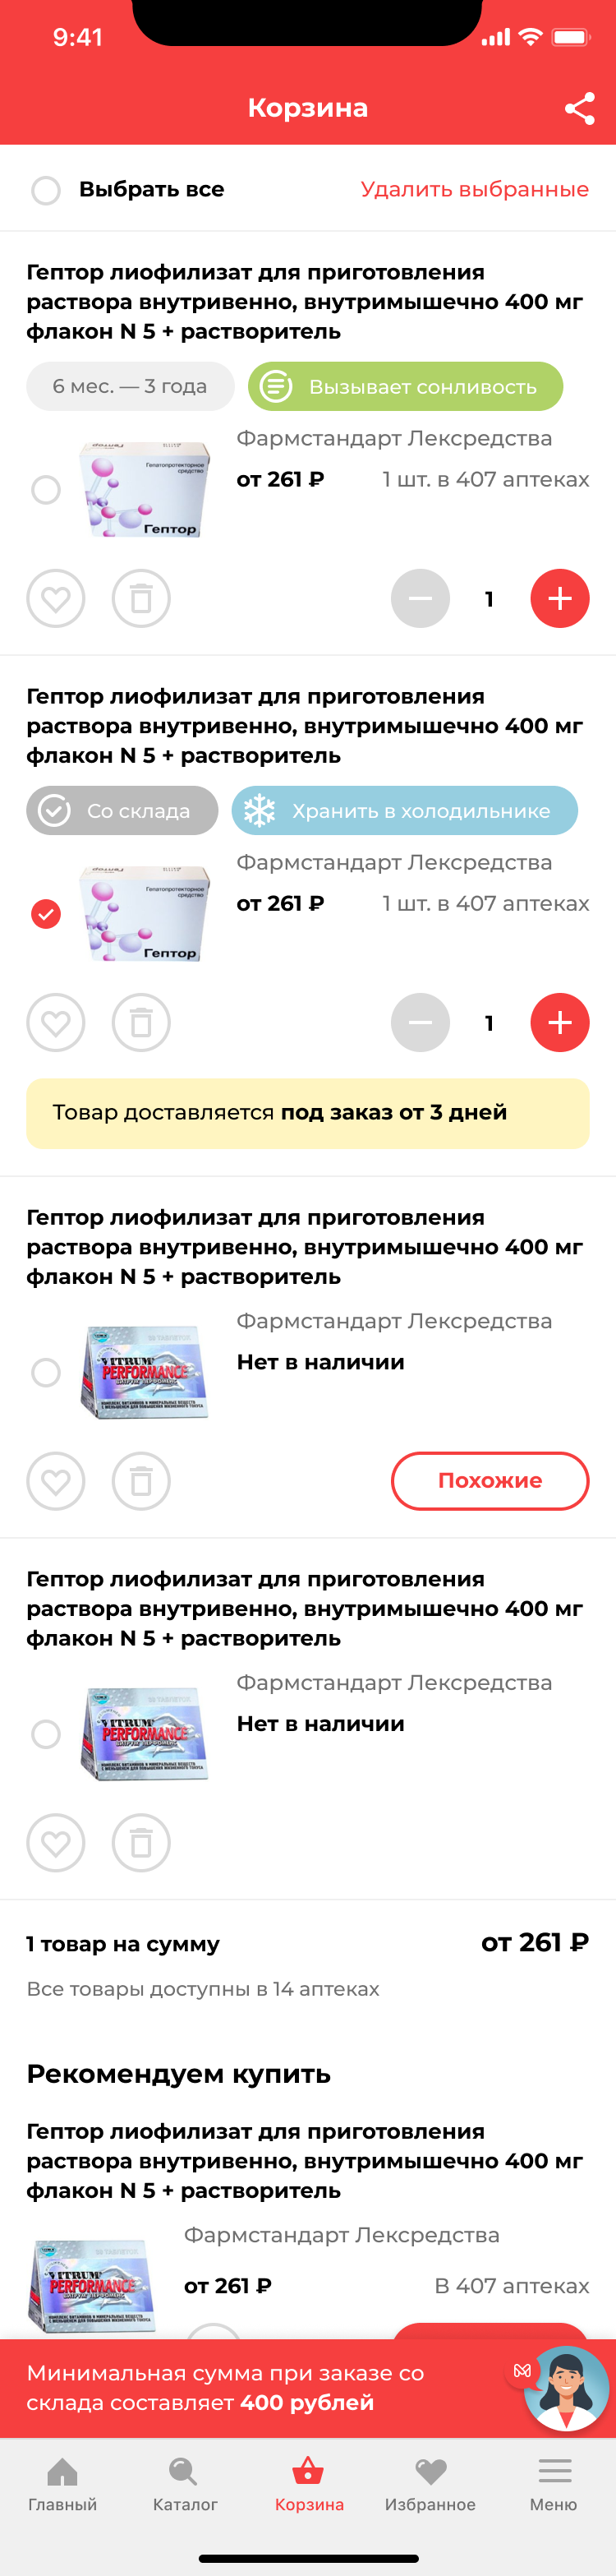 9:41
Корзина
Выбрать все
Удалить выбранные
Гептор лиофилизат для приготовления
раствора внутривенно, внутримышечно 400 мг
флакон N 5 + растворитель
6 мес. — 3 года
Вызывает сонливость
Фармстандарт Лексредства
от 261 ₽
1 шт. в 407 аптеках
Гепатопротекторное
средство
Гептор
1
Гептор лиофилизат для приготовления
раствора внутривенно, внутримышечно 400 мг
флакон N 5 + растворитель
Со склада
Хранить в холодильнике
Фармстандарт Лексредства
от 261 ₽
1 шт. в 407 аптеках
Гепатопротекторное
средство
Гептор
1
Товар доставляется под заказ от 3 дней
Гептор лиофилизат для приготовления
раствора внутривенно, внутримышечно 400 мг
флакон N 5 + растворитель
Фармстандарт Лексредства
Нет в наличии
VITRUM
PERFORMANCE
Похожие
Гептор лиофилизат для приготовления
раствора внутривенно, внутримышечно 400 мг
флакон N 5 + растворитель
Фармстандарт Лексредства
Нет в наличии
VITRUM
PERFORMANCE
1 товар на сумму
от 261 ₽
Все товары доступны в 14 аптеках
Рекомендуем купить
Гептор лиофилизат для приготовления
раствора внутривенно, внутримышечно 400 мг
флакон N 5 + растворитель
Фармстандарт Лексредства
от 261 ₽
В 407 аптеках
VITRUM
PERFORMANCE
Минимальная сумма при заказе со
склада составляет 400 рублей
Главный
Каталог
Корзина
Избранное
Меню